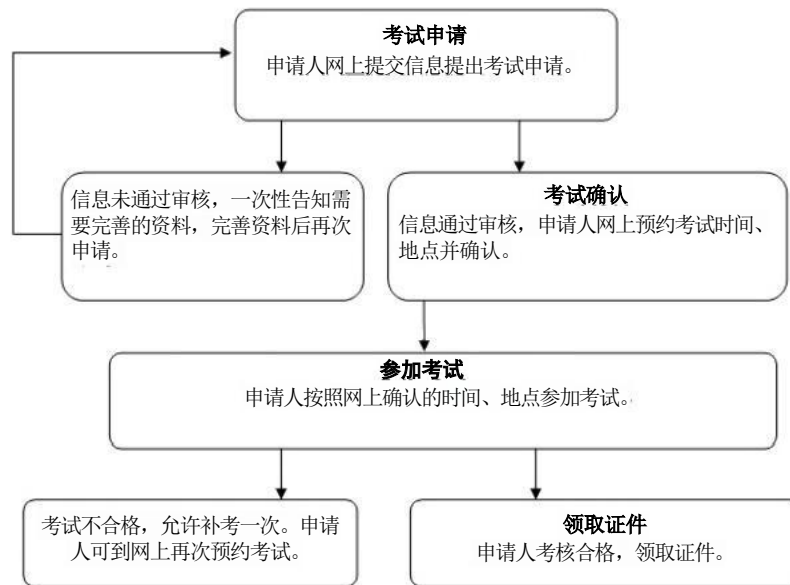 考试申请
申请人网上提交信息提出考试申请。
信息未通过审核，一次性告知需
要完善的资料，完善资料后再次
申请。
考试确认
信息通过审核，申请人网上预约考试时间、
地点并确认。
参加考试
申请人按照网上确认的时间、地点参加考试。
考试不合格，允许补考一次。申请
人可到网上再次预约考试。
领取证件
申请人考核合格，领取证件。